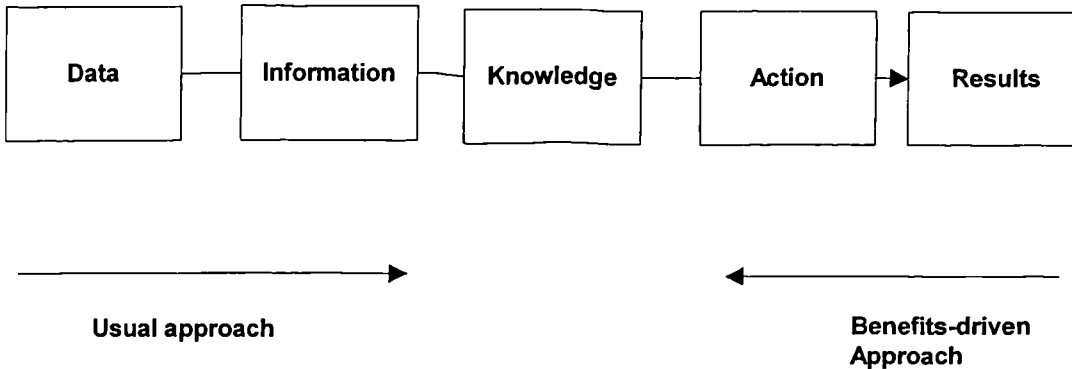 Data
Information
Knowledge
Action
Results
Usual approach
Benefits-driven
Approach